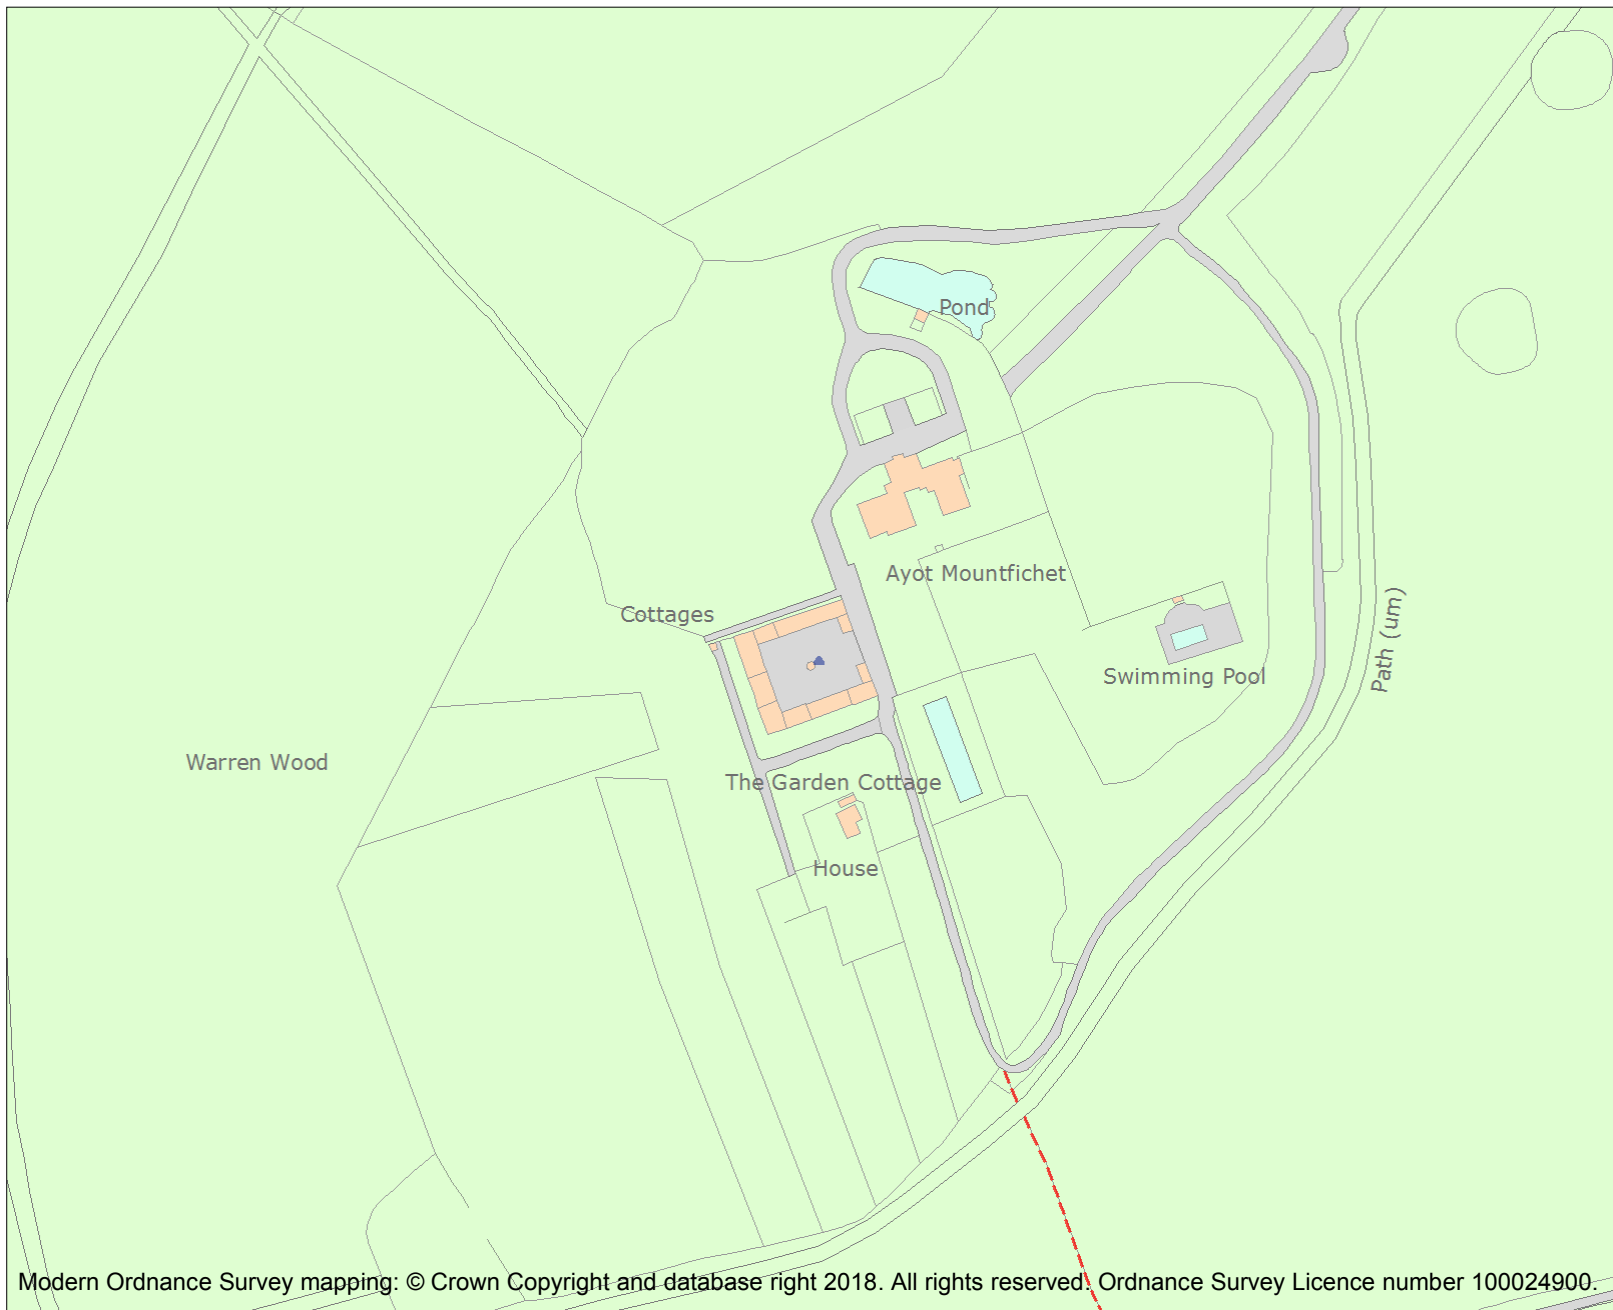 Pond
Ayot Mountfichet
Cottages
Path (um)
Swimming Pool
Warren Wood
The Garden Cottage
House
Modern Ordnance Survey mapping: © Crown Copyright and database right 2018. All rights reserved. Ordnance Survey Licence number 100024900.